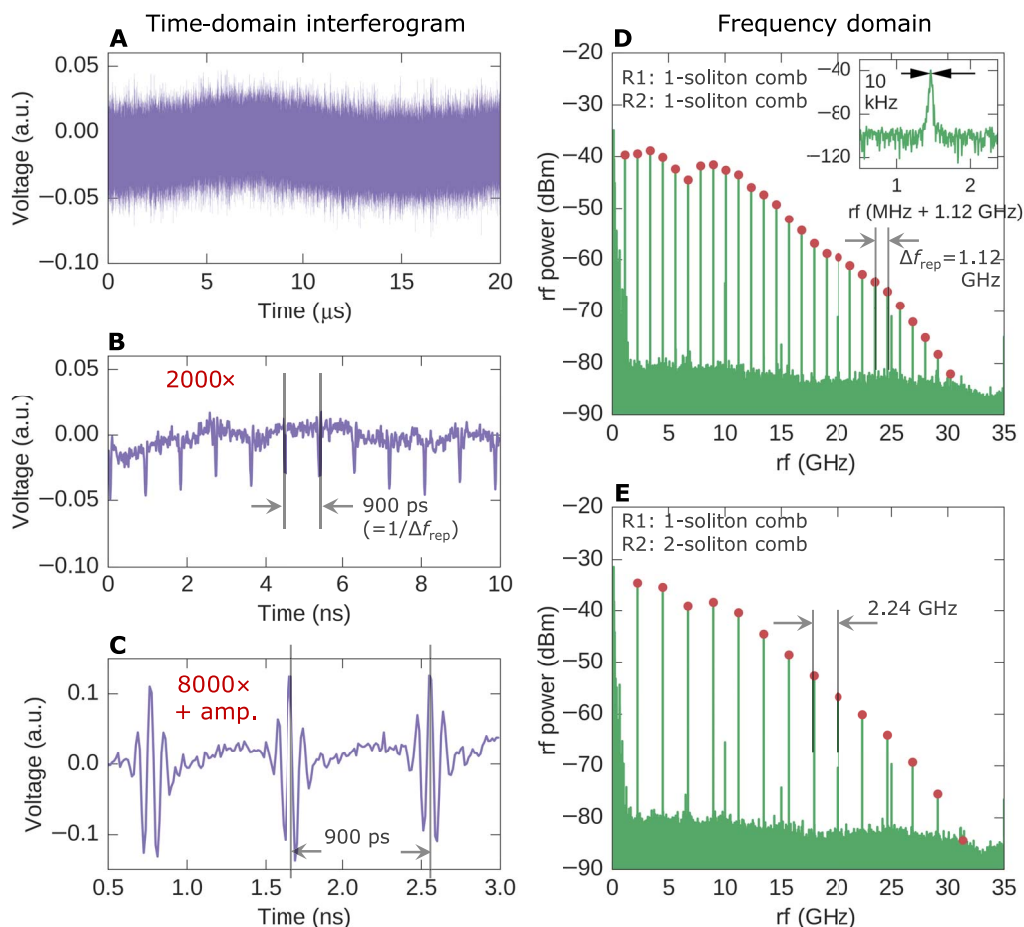 Time-domain interferogram
A
0.05
0.00
−0.05
−0.10
Voltage (a.u.)
0 5 10 15 20
Time (μs)
B
2000×
0.05
0.00
−0.05
−0.10
Voltage (a.u.)
900 ps
(=1/Δfrep)
0 2 4 6 8 10
Time (ns)
C
8000×
+ amp.
0.1
0.0
−0.1
Voltage (a.u.)
900 ps
0.5 1.0 1.5 2.0 2.5 3.0
Time (ns)
Frequency domain
D
R1: 1-soliton comb
R2: 1-soliton comb
−20
−30
−40
−50
−60
−70
−80
−90
rf power (dBm)
−40
−80
−120
10
kHz
1 2
rf (MHz + 1.12 GHz)
Δfrep=1.12
GHz
0 5 10 15 20 25 30 35
rf (GHz)
E
R1: 1-soliton comb
R2: 2-soliton comb
−20
−30
−40
−50
−60
−70
−80
−90
rf power (dBm)
2.24 GHz
0 5 10 15 20 25 30 35
rf (GHz)